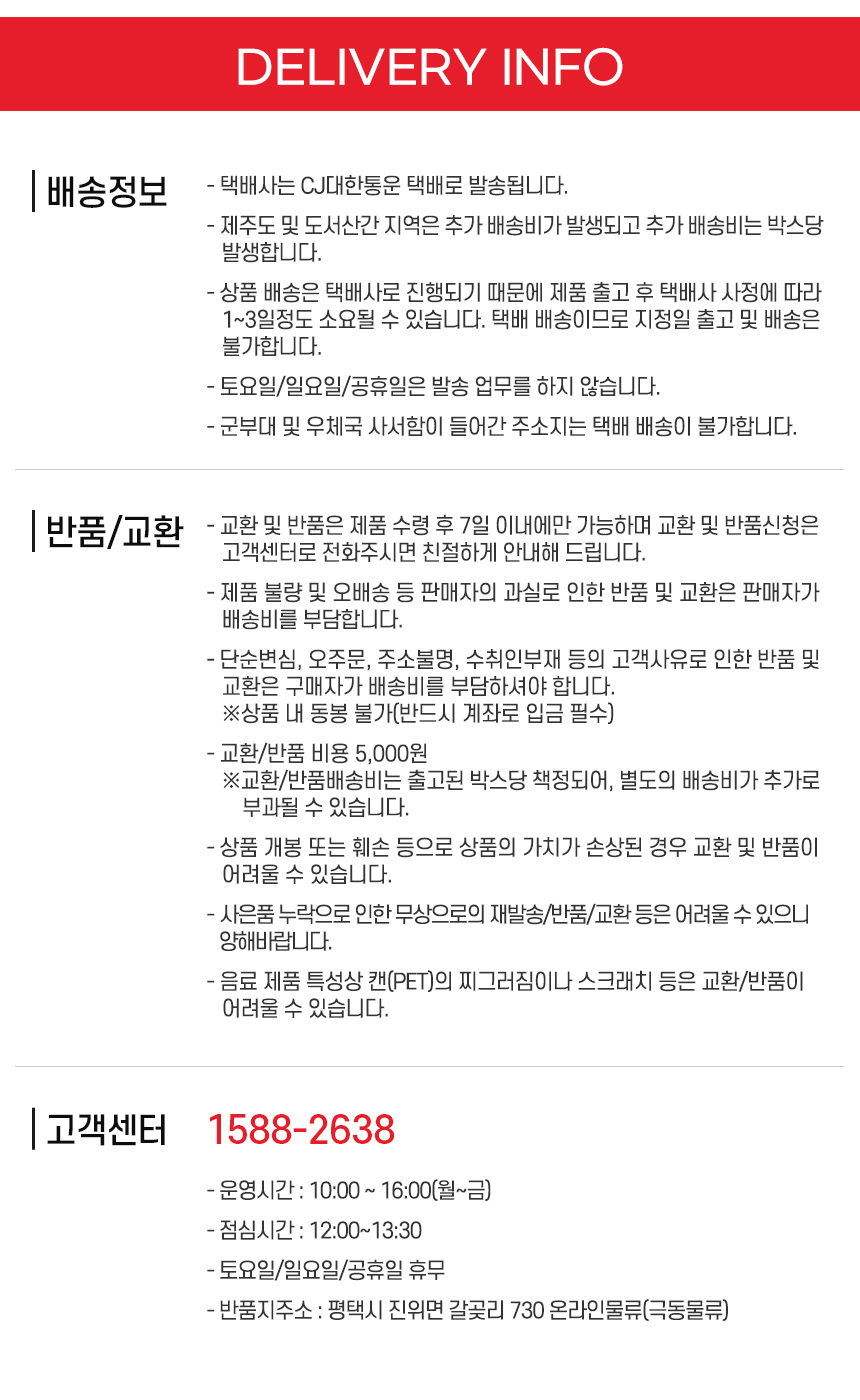 DELIVERY INFO
배송정보
- 택배사는 CJ대한통운 택배로 발송됩니다.
- 제주도 및 도서산간 지역은 추가 배송비가 발생되고 추가 배송비는 박스당
발생합니다.
- 상품 배송은 택배사로 진행되기 때문에 제품 출고 후 택배사 사정에 따라
1~3일정도 소요될 수 있습니다. 택배 배송이므로 지정일 출고 및 배송은
불가합니다.
- 토요일/일요일/공휴일은 발송 업무를 하지 않습니다.
- 군부대 및 우체국 사서함이 들어간 주소지는 택배 배송이 불가합니다.
반품/교환
- 교환 및 반품은 제품 수령 후 7일 이내에만 가능하며 교환 및 반품신청은
고객센터로 전화주시면 친절하게 안내해 드립니다.
- 제품 불량 및 오배송 등 판매자의 과실로 인한 반품 및 교환은 판매자가
배송비를 부담합니다.
- 단순변심, 오주문, 주소불명, 수취인부재 등의 고객사유로 인한 반품 및
교환은 구매자가 배송비를 부담하셔야 합니다.
※상품 내 동봉 불가(반드시 계좌로 입금 필수)
- 교환/반품 비용 5,000원
※교환/반품배송비는 출고된 박스당 책정되어, 별도의 배송비가 추가로
부과될 수 있습니다.
- 상품 개봉 또는 훼손 등으로 상품의 가치가 손상된 경우 교환 및 반품이
어려울 수 있습니다.
- 사은품 누락으로 인한 무상으로의 재발송/반품/교환 등은 어려울 수 있으니
양해바랍니다.
- 음료 제품 특성상 캔(PET)의 찌그러짐이나 스크래치 등은 교환/반품이
어려울 수 있습니다.
고객센터
1588-2638
- 운영시간 : 10:00 ~ 16:00(월~금)
- 점심시간 : 12:00~13:30
- 토요일/일요일/공휴일 휴무
- 반품지주소 : 평택시 진위면 갈곶리 730 온라인물류(극동물류)